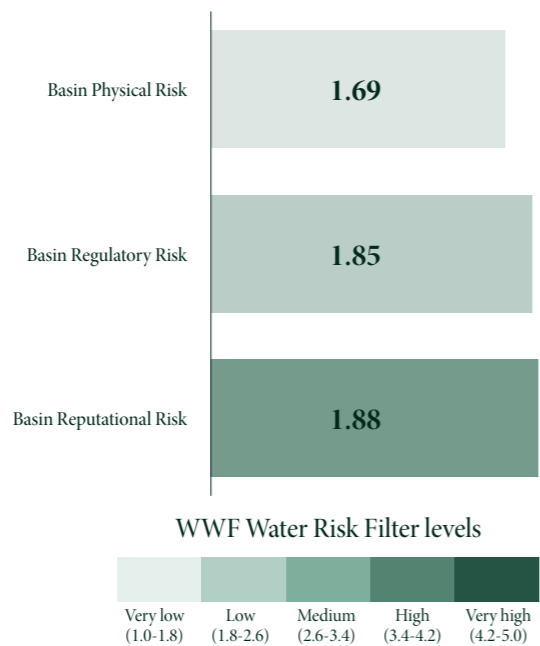 Basin Physical Risk
1.69
Basin Regulatory Risk
1.85
Basin Reputational Risk
1.88
WWF Water Risk Filter levels
Very low
(1.0-1.8)
Low
(1.8-2.6)
Medium
(2.6-3.4)
High
(3.4-4.2)
Very high
(4.2-5.0)